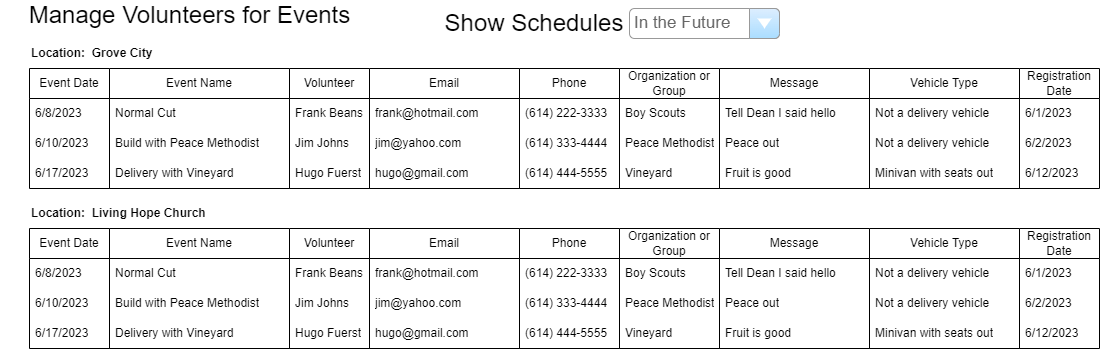 Manage Volunteers for Events
Show Schedules In the Future
Location: Grove City
Event Date Event Name Volunteer Email Phone Organization or Group Message Vehicle Type Registration Date
6/8/2023 Normal Cut Frank Beans frank@hotmail.com (614) 222-3333 Boy Scouts Tell Dean I said hello Not a delivery vehicle 6/1/2023
6/10/2023 Build with Peace Methodist Jim Johns jim@yahoo.com (614) 333-4444 Peace Methodist Peace out Not a delivery vehicle 6/2/2023
6/17/2023 Delivery with Vineyard Hugo Fuerst hugo@gmail.com (614) 444-5555 Vineyard Fruit is good Minivan with seats out 6/12/2023
Location: Living Hope Church
Event Date Event Name Volunteer Email Phone Organization or Group Message Vehicle Type Registration Date
6/8/2023 Normal Cut Frank Beans frank@hotmail.com (614) 222-3333 Boy Scouts Tell Dean I said hello Not a delivery vehicle 6/1/2023
6/10/2023 Build with Peace Methodist Jim Johns jim@yahoo.com (614) 333-4444 Peace Methodist Peace out Not a delivery vehicle 6/2/2023
6/17/2023 Delivery with Vineyard Hugo Fuerst hugo@gmail.com (614) 444-5555 Vineyard Fruit is good Minivan with seats out 6/12/2023